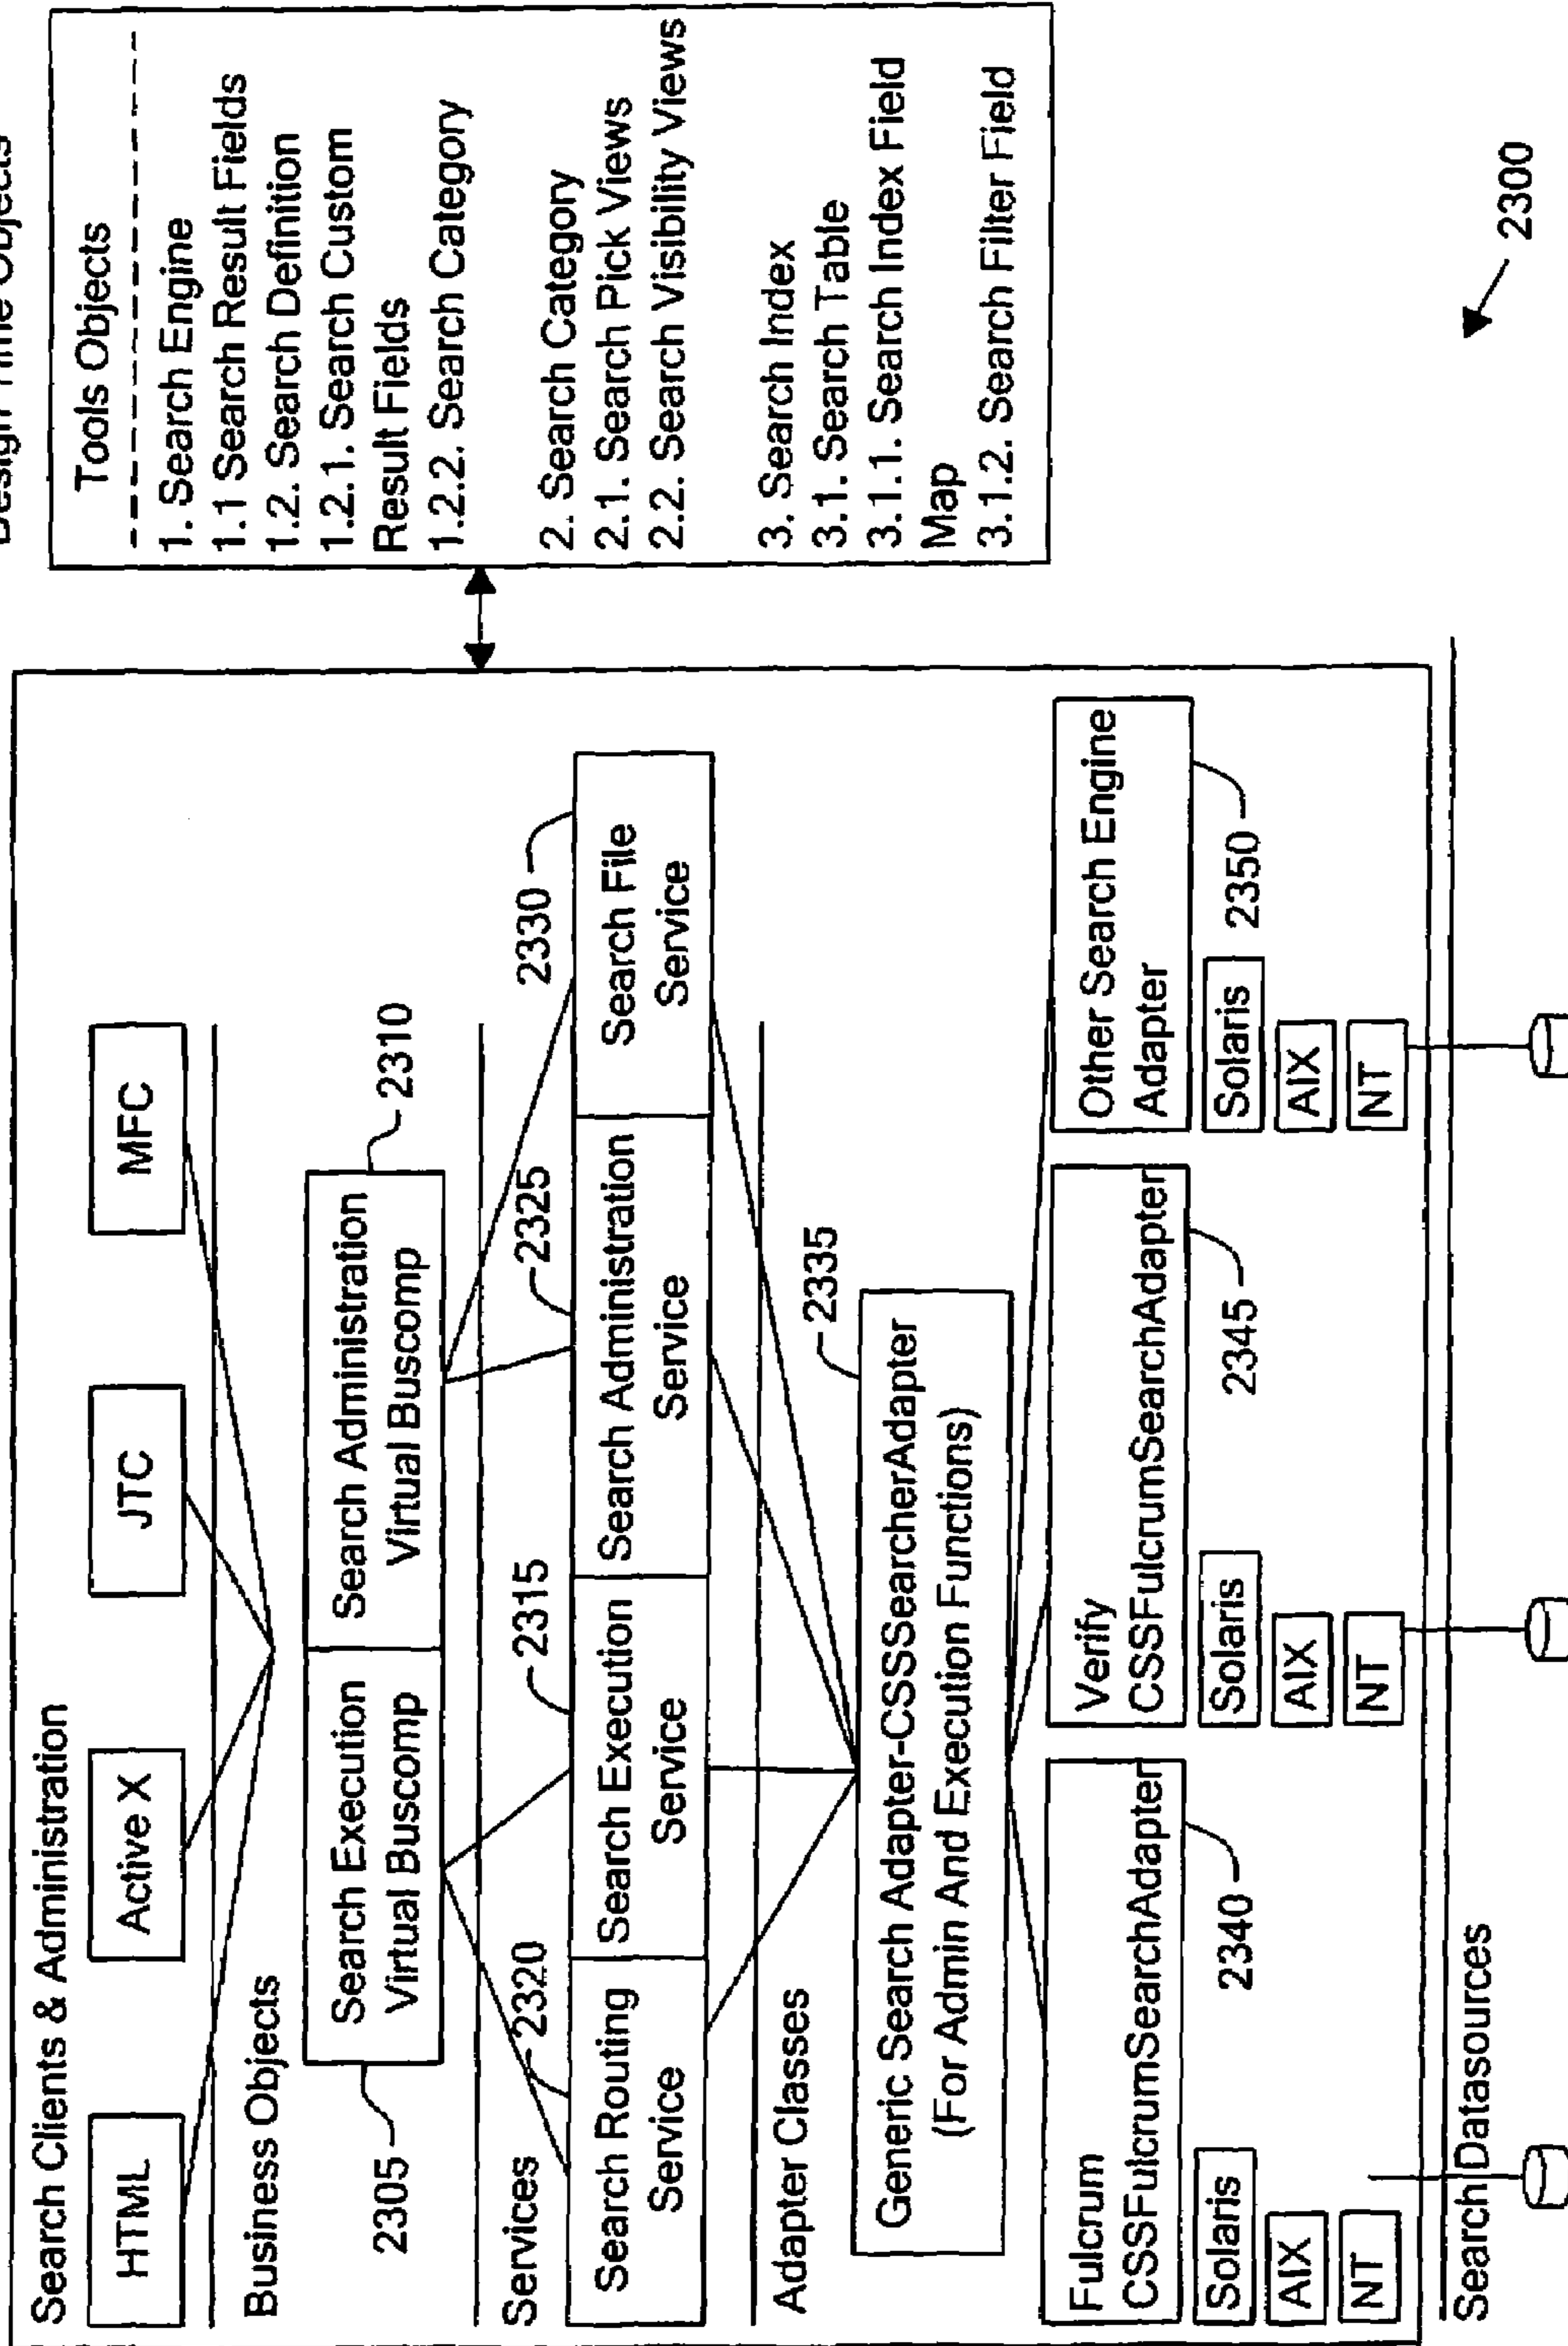 Design Time Objects
Search Clients & Administration
HTML
Active X
JTC
MFC
Business Objects
Search Execution
Virtual Buscomp
Search Administration
Virtual Buscomp
2305
2310
Services
2320
2315
2325
2330
Search Routing
Service
Search Execution
Service
Search Administration
Service
Search File
Service
Adapter Classes
2335
Generic Search Adapter-CSSSearcherAdapter
(For Admin And Execution Functions)
Fulcrum
CSSFulcrumSearchAdapter
Solaris
AIX
NT
2340
Verify
CSSFulcrumSearchAdapter
Solaris
AIX
NT
2345
Other Search Engine
Adapter
Solaris
AIX
NT
2350
Search Datasources
Tools Objects
1. Search Engine
1.1 Search Result Fields
1.2. Search Definition
1.2.1. Search Custom
Result Fields
1.2.2. Search Category
2. Search Category
2.1. Search Pick Views
2.2. Search Visibility Views
3. Search Index
3.1. Search Table
3.1.1. Search Index Field
Map
3.1.2. Search Filter Field
2300